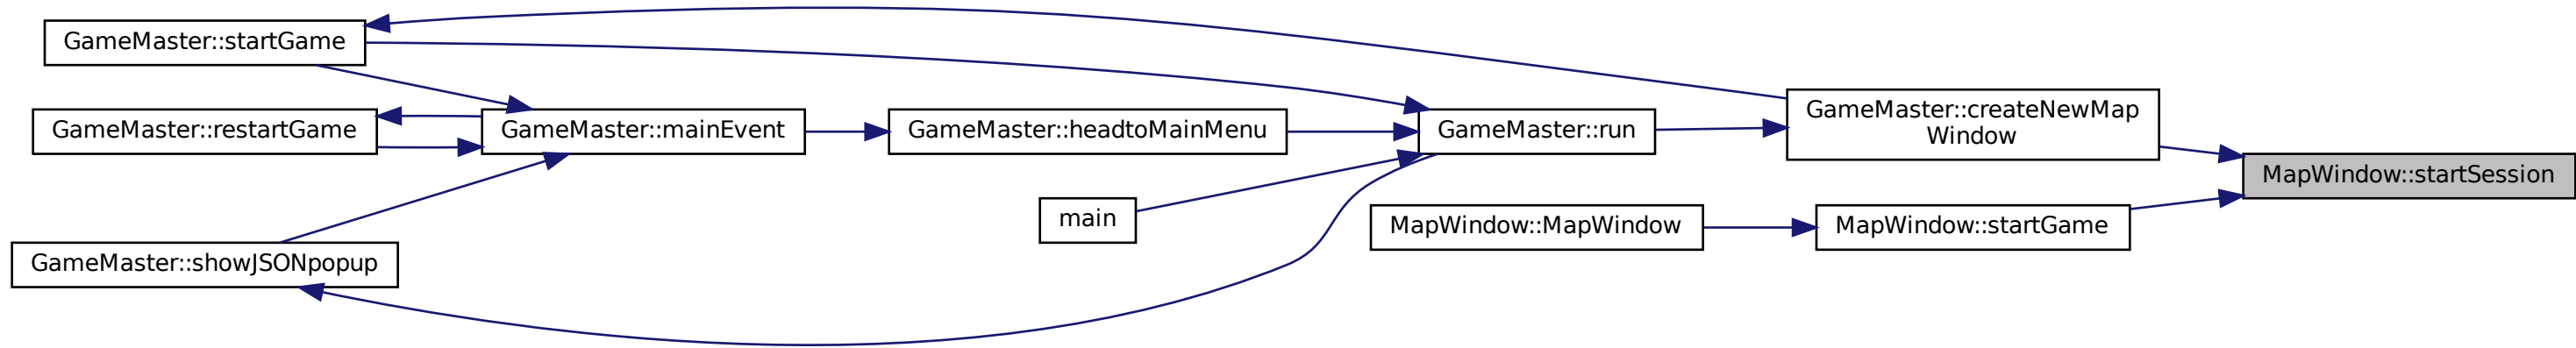 GameMaster::startGame
GameMaster::restartGame
GameMaster::mainEvent
GameMaster::headtoMainMenu
GameMaster::run
GameMaster::createNewMap
Window
MapWindow::startSession
main
MapWindow::MapWindow
MapWindow::startGame
GameMaster::showJSONpopup